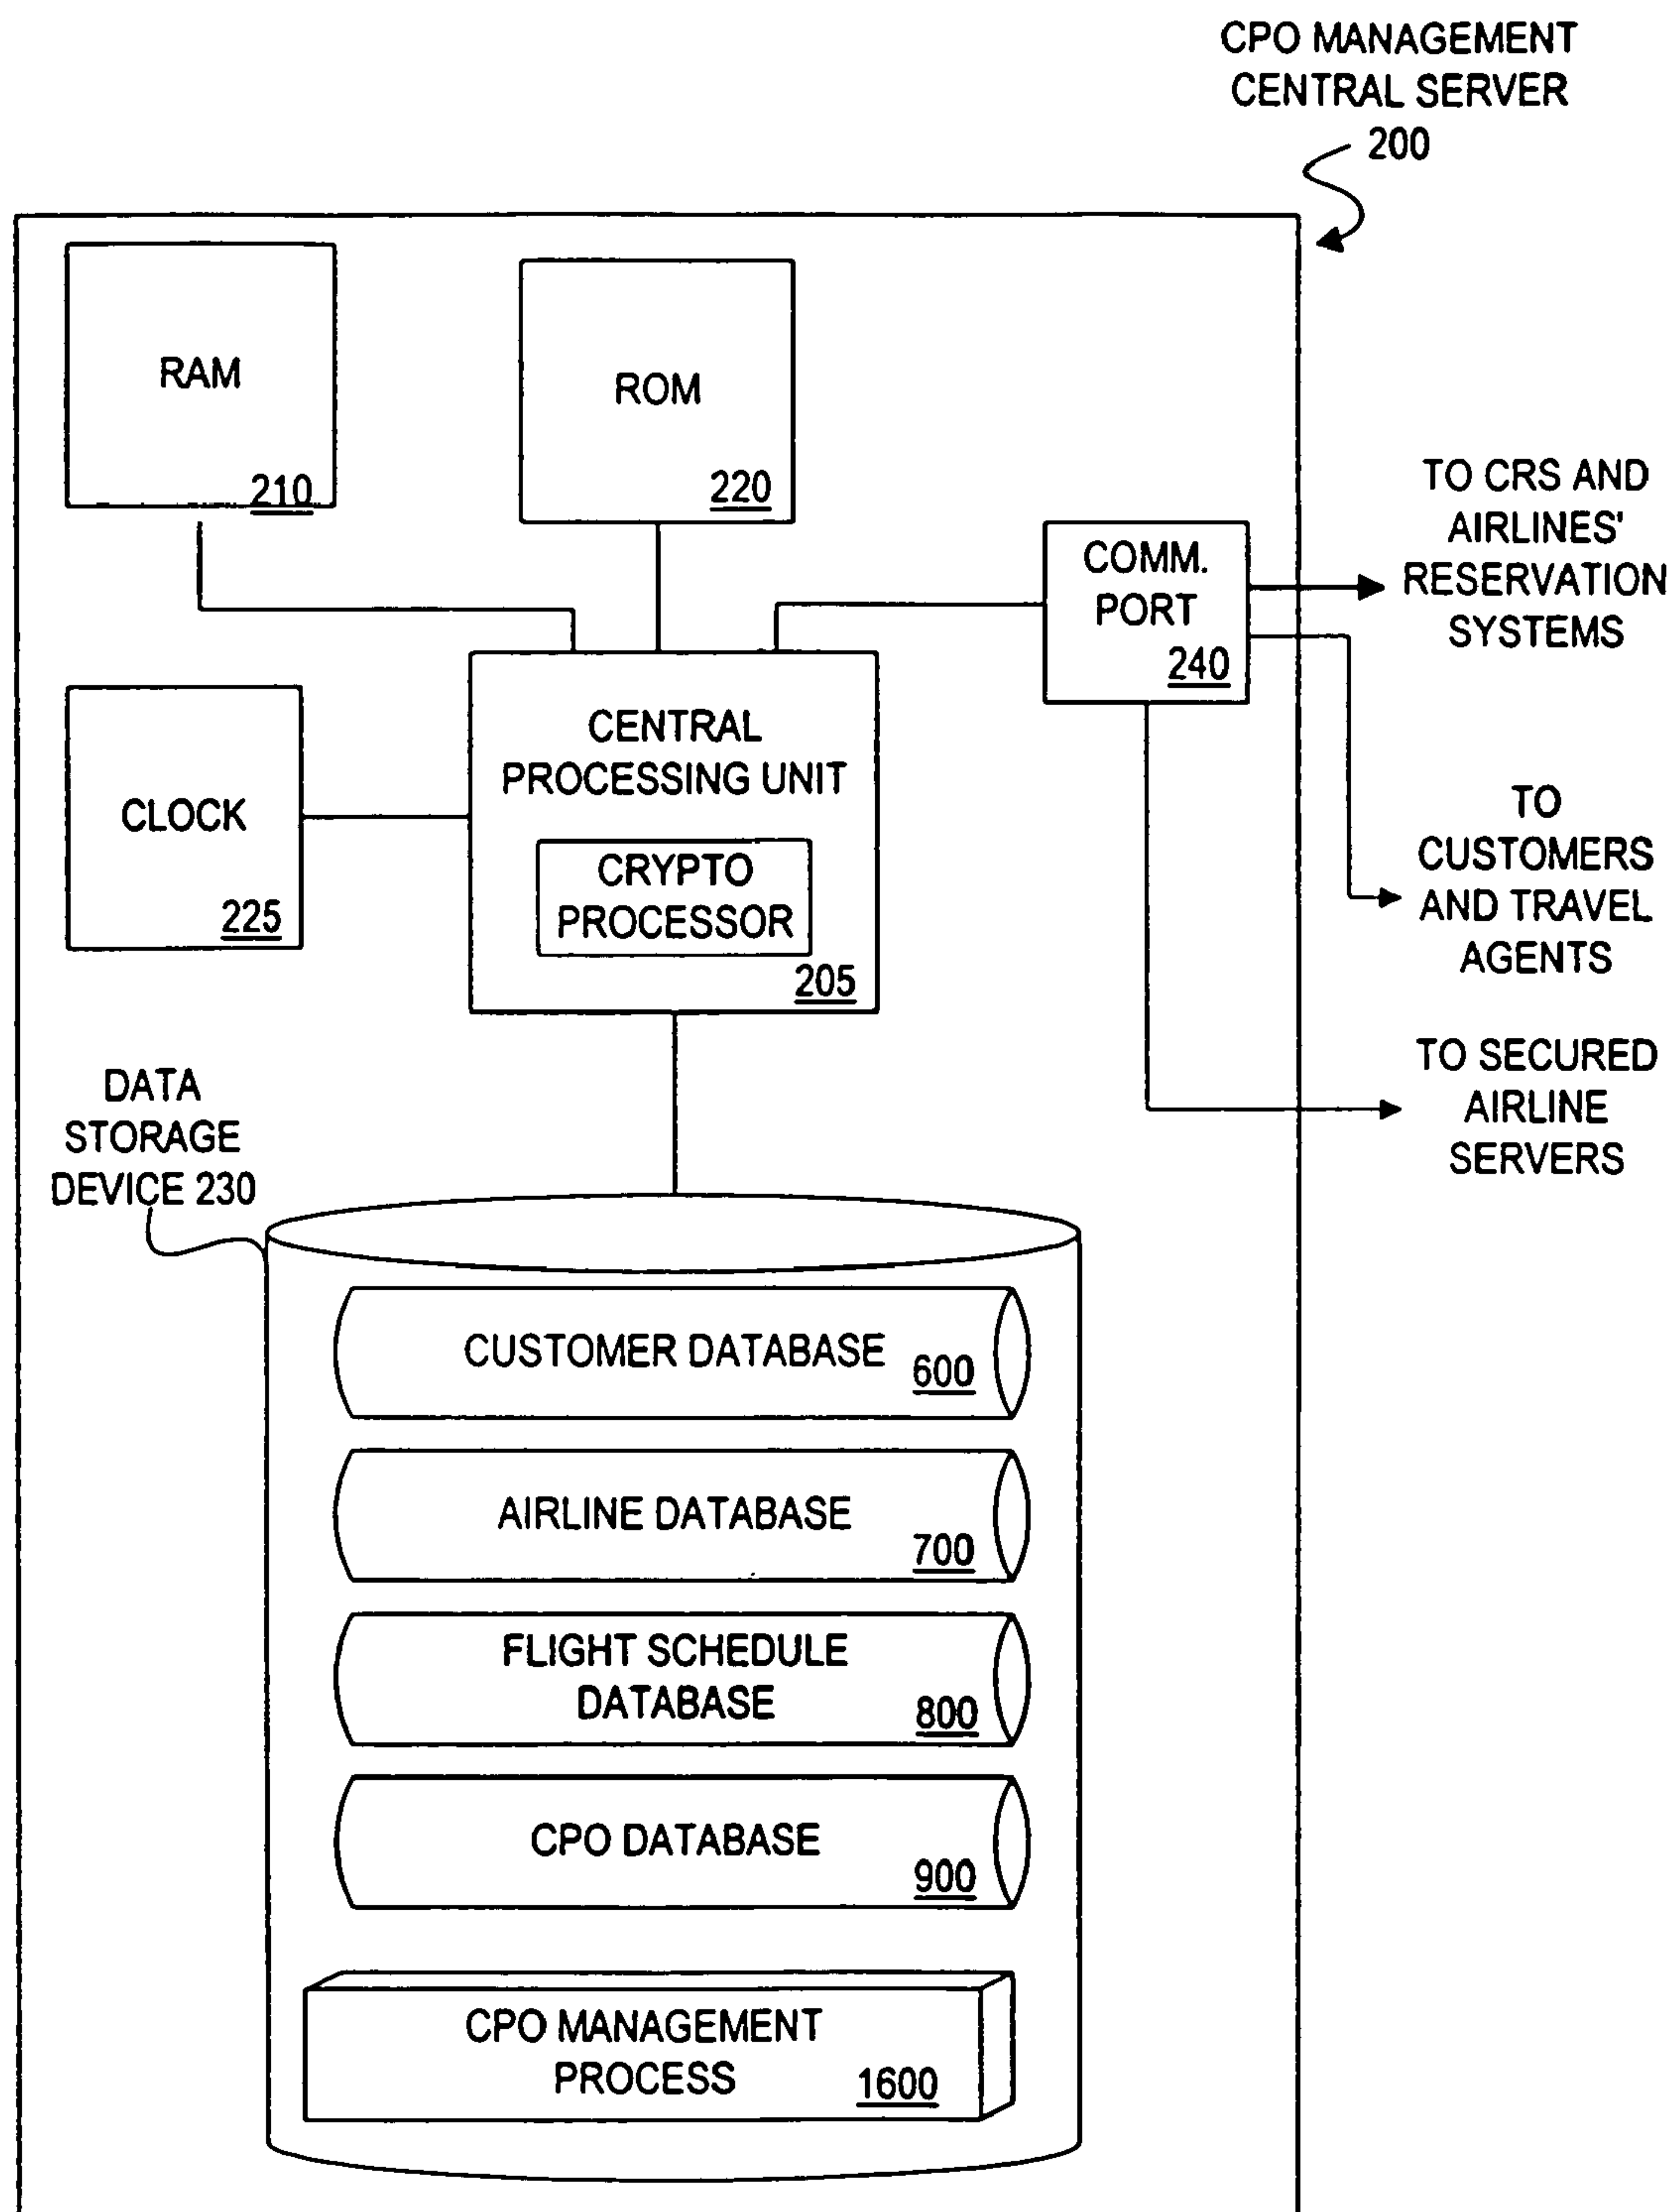 CPO MANAGEMENT
CENTRAL SERVER
200
RAM
210
ROM
220
COMM.
PORT
240
TO CRS AND
AIRLINES'
RESERVATION
SYSTEMS
CLOCK
225
CENTRAL
PROCESSING UNIT
CRYPTO
PROCESSOR
205
TO
CUSTOMERS
AND TRAVEL
AGENTS
TO SECURED
AIRLINE
SERVERS
DATA
STORAGE
DEVICE 230
CUSTOMER DATABASE
600
AIRLINE DATABASE
700
FLIGHT SCHEDULE
DATABASE
800
CPO DATABASE
900
CPO MANAGEMENT
PROCESS
1600